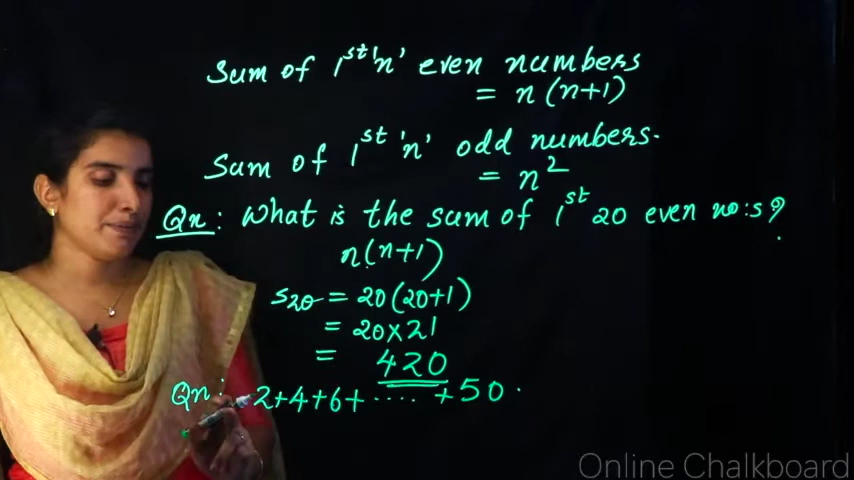 Sum of 1st 'n' even numbers
= n(n+1)
Sum of 1st 'n' odd numbers.
= n²
Qn: What is the sum of 1st 20 even no:s?
n(n+1)
S20 = 20(20+1)
= 20×21
= 420
Qn: 2+4+6+ .... +50.
Online Chalkboard